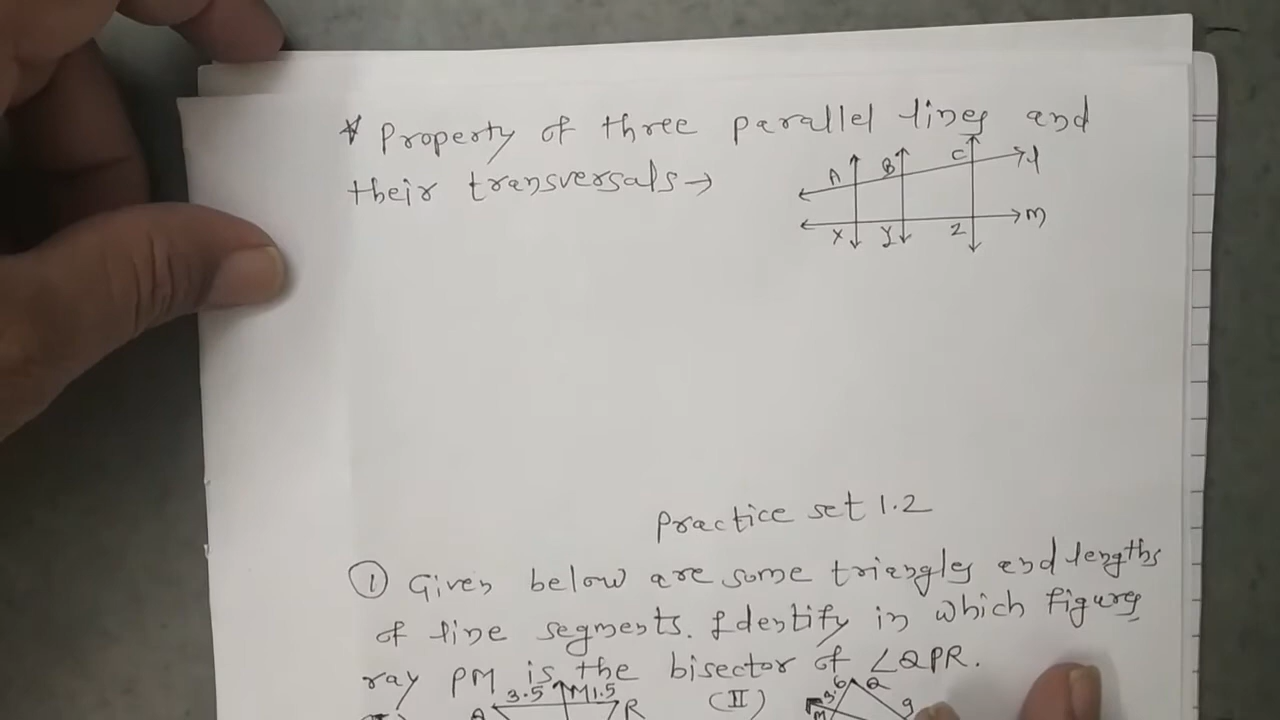 * Property of three parallel lines and
their transversals →
A B C l
X Y Z m
Practice set 1.2
① Given below are some triangles and lengths
of line segments. Identify in which figures
ray PM is the bisector of ∠QPR.
3.5 M 1.5 (II) Q
R 9
M